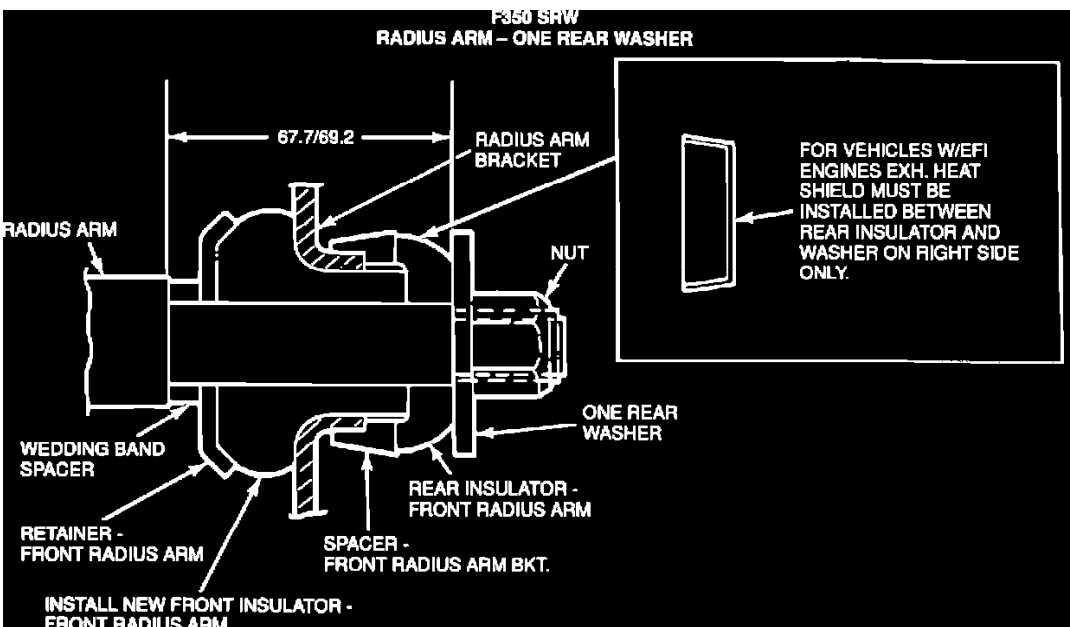 F350 SRW
RADIUS ARM – ONE REAR WASHER
67.7/69.2
RADIUS ARM
BRACKET
FOR VEHICLES W/EFI
ENGINES EXH. HEAT
SHIELD MUST BE
INSTALLED BETWEEN
REAR INSULATOR AND
WASHER ON RIGHT SIDE
ONLY.
RADIUS ARM
NUT
ONE REAR
WASHER
WEDDING BAND
SPACER
REAR INSULATOR -
FRONT RADIUS ARM
RETAINER -
FRONT RADIUS ARM
SPACER -
FRONT RADIUS ARM BKT.
INSTALL NEW FRONT INSULATOR -
FRONT RADIUS ARM